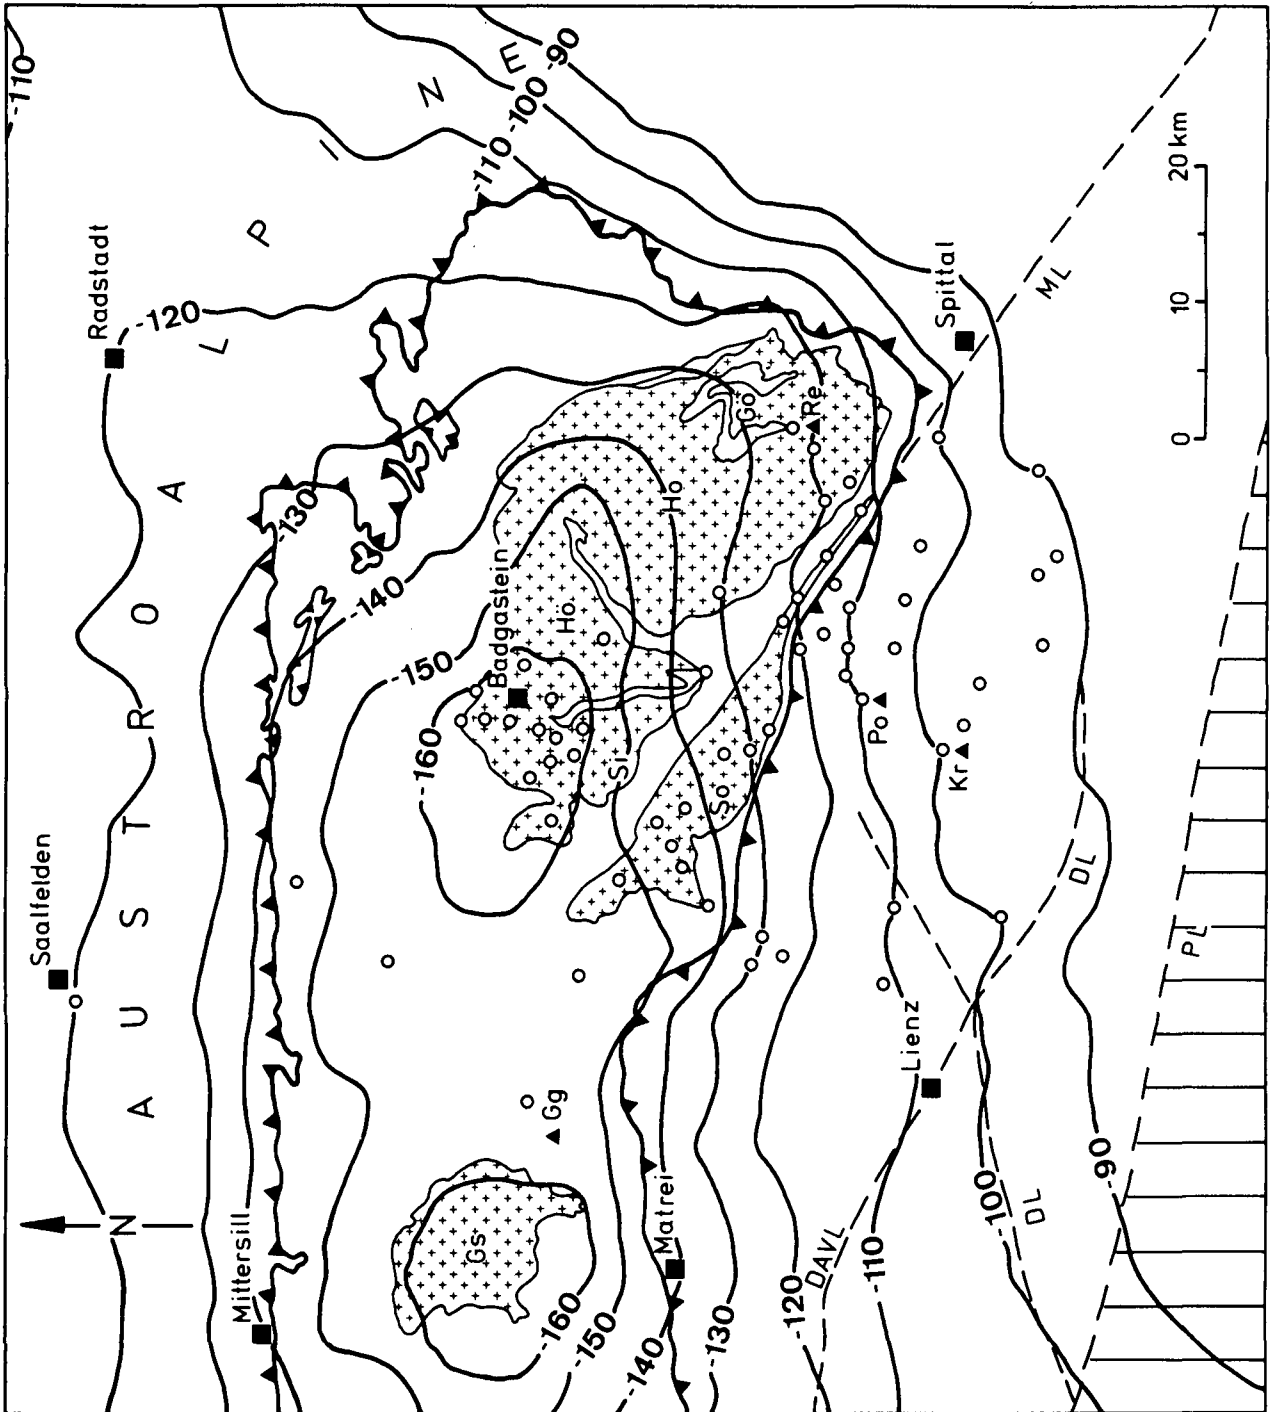 -110
Radstadt
Saalfelden
-120
N
AUSTROALPINE
Mittersill
-130
-140
-150
-160
-110
-100
-90
Badgastein
Gs
Gg
Hö
Si
Ho
Gö
Re
So
-160
-150
-140
-130
-120
-110
-100
-90
Matrei
DAVL
Lienz
Po
Kr
Spittal
ML
DL
DL
PL
0
10
20 km